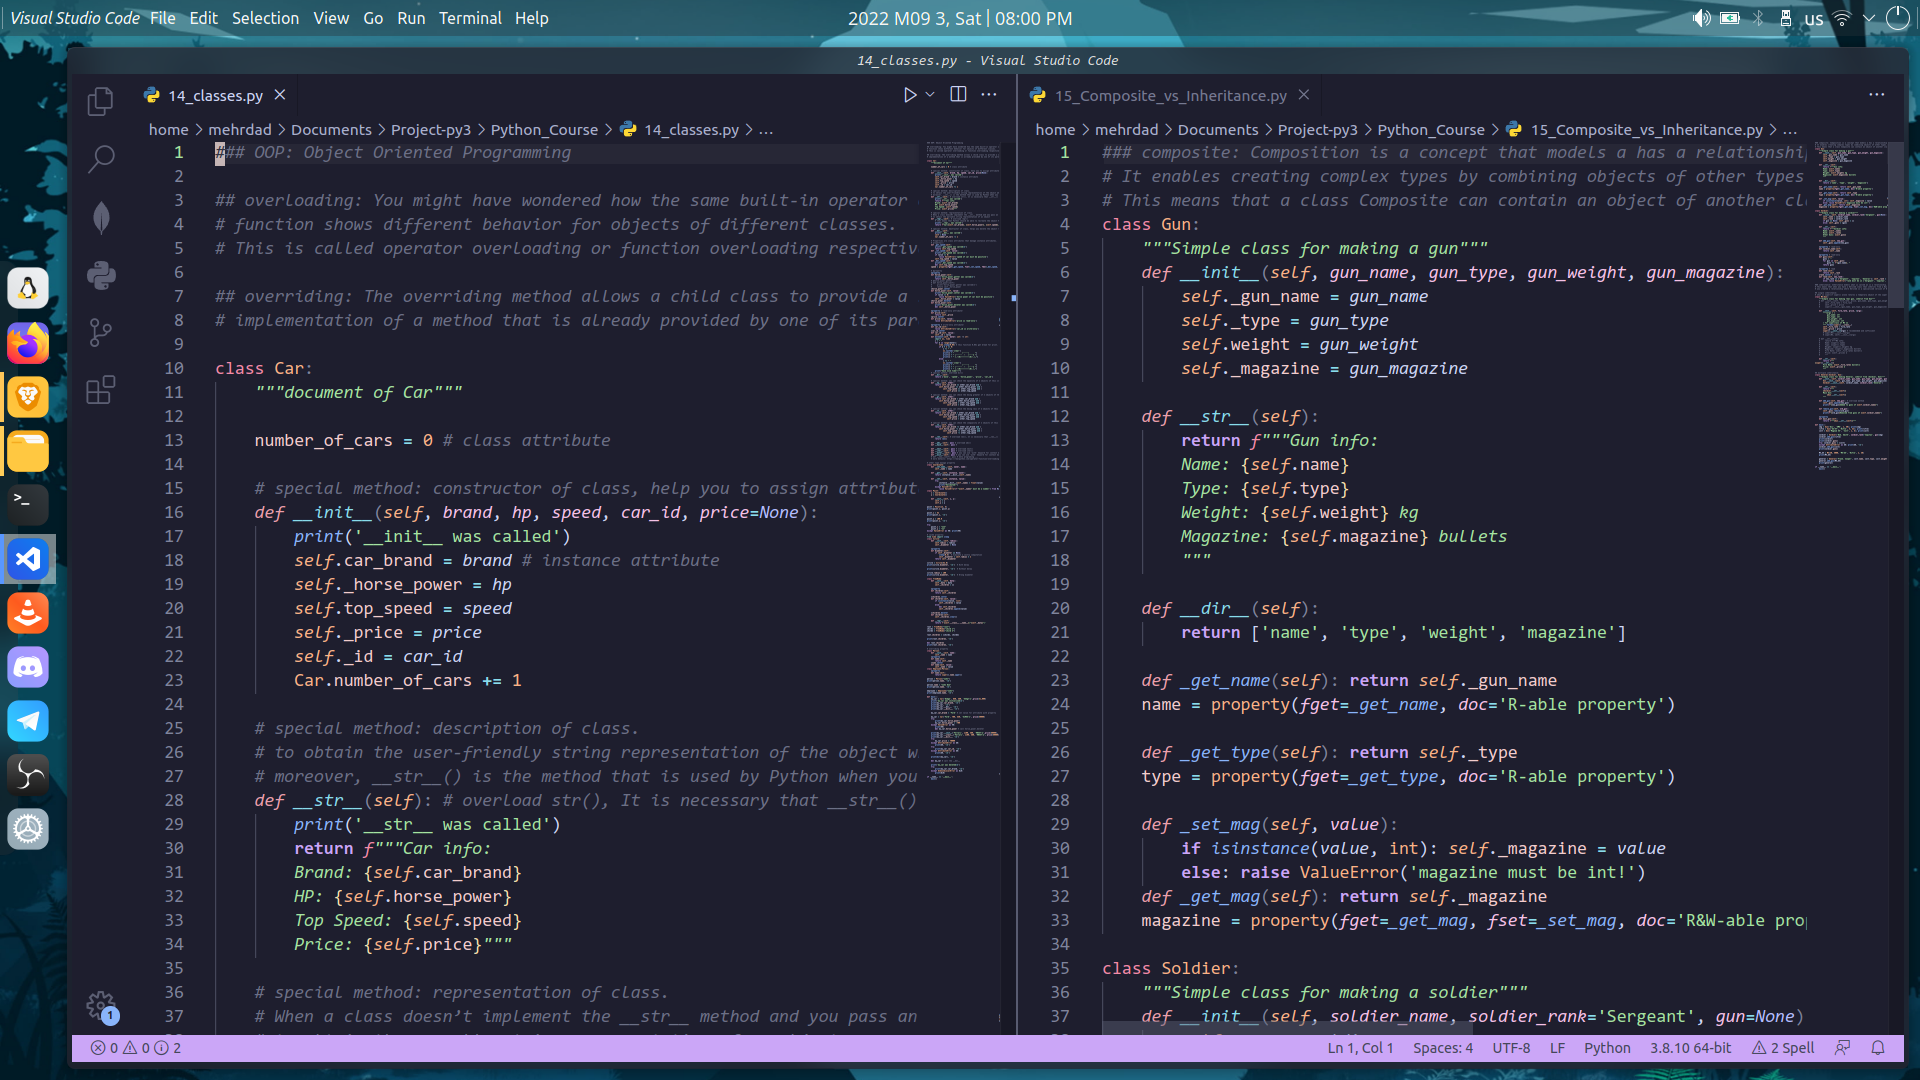 Visual Studio Code File Edit Selection View Go Run Terminal Help
2022 M09 3, Sat | 08:00 PM
us
14_classes.py - Visual Studio Code
14_classes.py
home > mehrdad > Documents > Project-py3 > Python_Course > 14_classes.py > ...
1 ### OOP: Object Oriented Programming
2
3 ## overloading: You might have wondered how the same built-in operator
4 # function shows different behavior for objects of different classes.
5 # This is called operator overloading or function overloading respectiv
6
7 ## overriding: The overriding method allows a child class to provide a
8 # implementation of a method that is already provided by one of its par
9
10 class Car:
11 """document of Car"""
12
13 number_of_cars = 0 # class attribute
14
15 # special method: constructor of class, help you to assign attribut
16 def __init__(self, brand, hp, speed, car_id, price=None):
17 print('__init__ was called')
18 self.car_brand = brand # instance attribute
19 self._horse_power = hp
20 self.top_speed = speed
21 self._price = price
22 self._id = car_id
23 Car.number_of_cars += 1
24
25 # special method: description of class.
26 # to obtain the user-friendly string representation of the object w
27 # moreover, __str__() is the method that is used by Python when you
28 def __str__(self): # overload str(), It is necessary that __str__()
29 print('__str__ was called')
30 return f"""Car info:
31 Brand: {self.car_brand}
32 HP: {self.horse_power}
33 Top Speed: {self.speed}
34 Price: {self.price}"""
35
36 # special method: representation of class.
37 # When a class doesn’t implement the __str__ method and you pass an
15_Composite_vs_Inheritance.py
home > mehrdad > Documents > Project-py3 > Python_Course > 15_Composite_vs_Inheritance.py > ...
1 ### composite: Composition is a concept that models a has a relationshi
2 # It enables creating complex types by combining objects of other types
3 # This means that a class Composite can contain an object of another cl
4 class Gun:
5 """Simple class for making a gun"""
6 def __init__(self, gun_name, gun_type, gun_weight, gun_magazine):
7 self._gun_name = gun_name
8 self._type = gun_type
9 self.weight = gun_weight
10 self._magazine = gun_magazine
11
12 def __str__(self):
13 return f"""Gun info:
14 Name: {self.name}
15 Type: {self.type}
16 Weight: {self.weight} kg
17 Magazine: {self.magazine} bullets
18 """
19
20 def __dir__(self):
21 return ['name', 'type', 'weight', 'magazine']
22
23 def _get_name(self): return self._gun_name
24 name = property(fget=_get_name, doc='R-able property')
25
26 def _get_type(self): return self._type
27 type = property(fget=_get_type, doc='R-able property')
28
29 def _set_mag(self, value):
30 if isinstance(value, int): self._magazine = value
31 else: raise ValueError('magazine must be int!')
32 def _get_mag(self): return self._magazine
33 magazine = property(fget=_get_mag, fset=_set_mag, doc='R&W-able pro
34
35 class Soldier:
36 """Simple class for making a soldier"""
37 def __init__(self, soldier_name, soldier_rank='Sergeant', gun=None)
1
0 0 2
Ln 1, Col 1 Spaces: 4 UTF-8 LF Python 3.8.10 64-bit 2 Spell